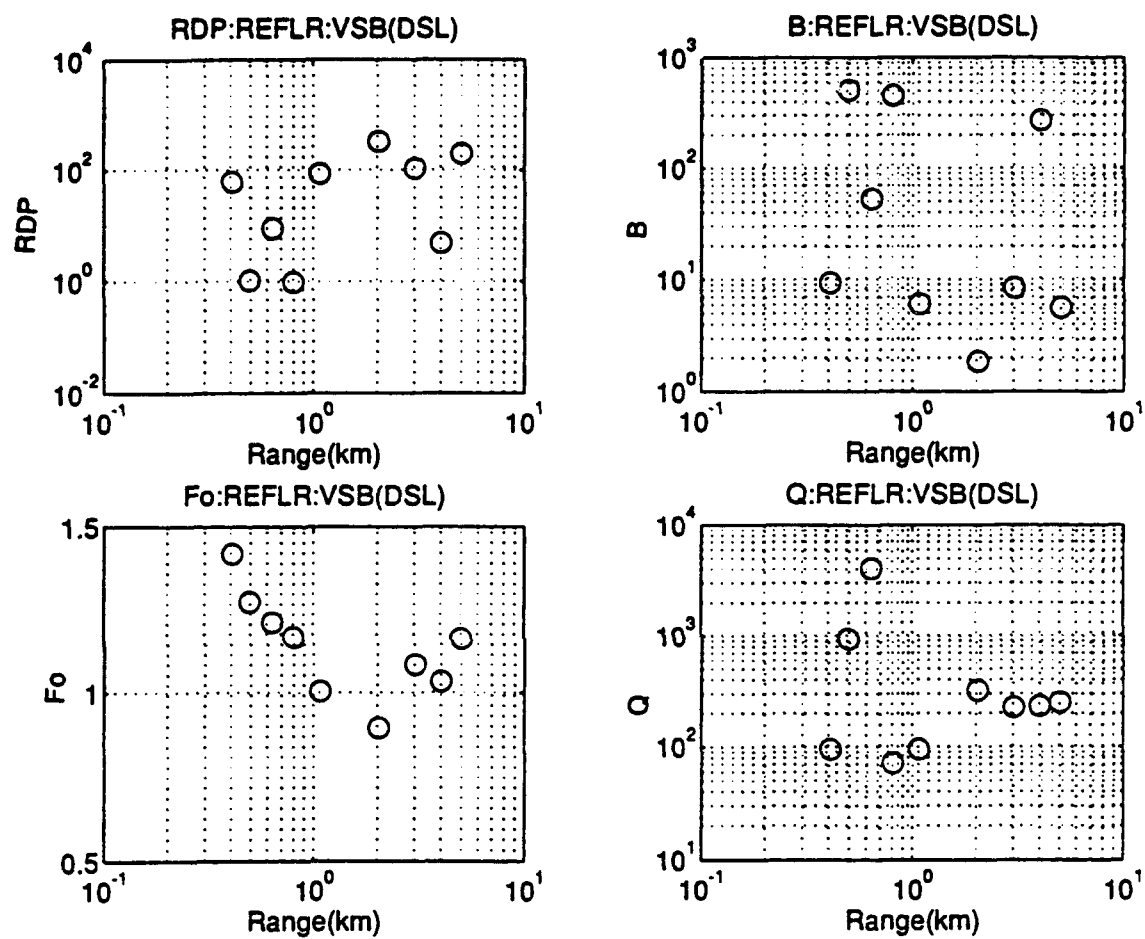 RDP:REFLR:VSB(DSL)
10^4
10^2
10^0
10^-2
RDP
10^-1
10^0
10^1
Range(km)
B:REFLR:VSB(DSL)
10^3
10^2
10^1
10^0
B
10^-1
10^0
10^1
Range(km)
Fo:REFLR:VSB(DSL)
1.5
1
0.5
Fo
10^-1
10^0
10^1
Range(km)
Q:REFLR:VSB(DSL)
10^4
10^3
10^2
10^1
Q
10^-1
10^0
10^1
Range(km)